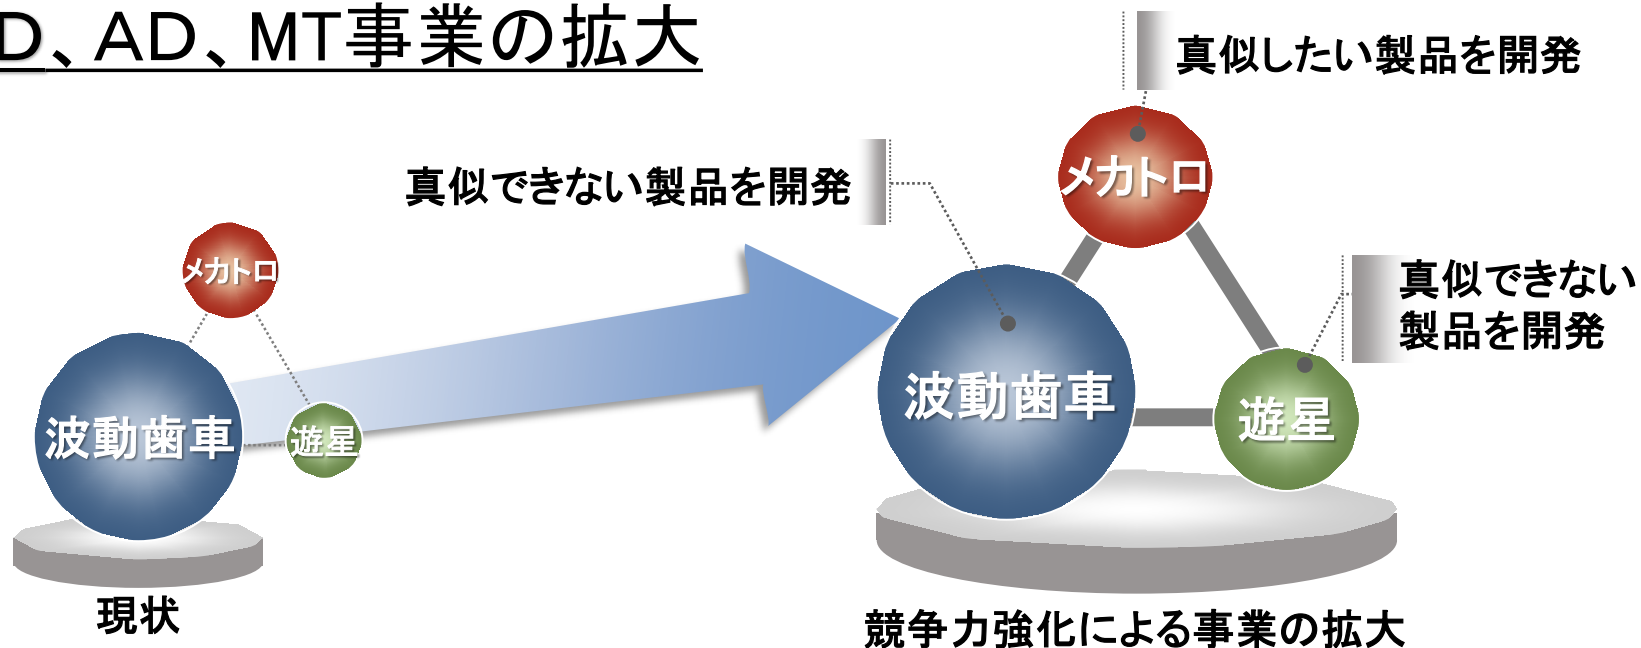 D、AD、MT事業の拡大
真似したい製品を開発
真似できない製品を開発
メカトロ
メカトロ
真似できない
製品を開発
波動歯車
遊星
波動歯車
遊星
現状
競争力強化による事業の拡大